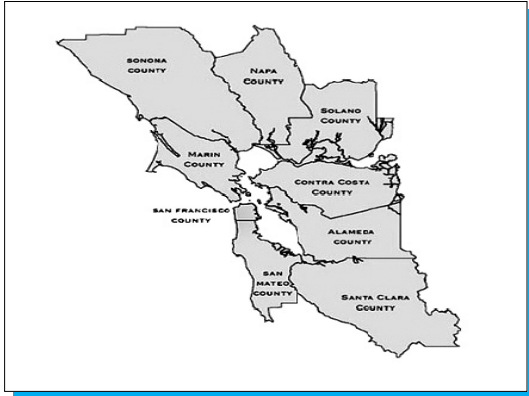 SONOMA
COUNTY
NAPA
COUNTY
SOLANO
COUNTY
MARIN
COUNTY
CONTRA COSTA
COUNTY
SAN FRANCISCO
COUNTY
ALAMEDA
COUNTY
SAN
MATEO
COUNTY
SANTA CLARA
COUNTY